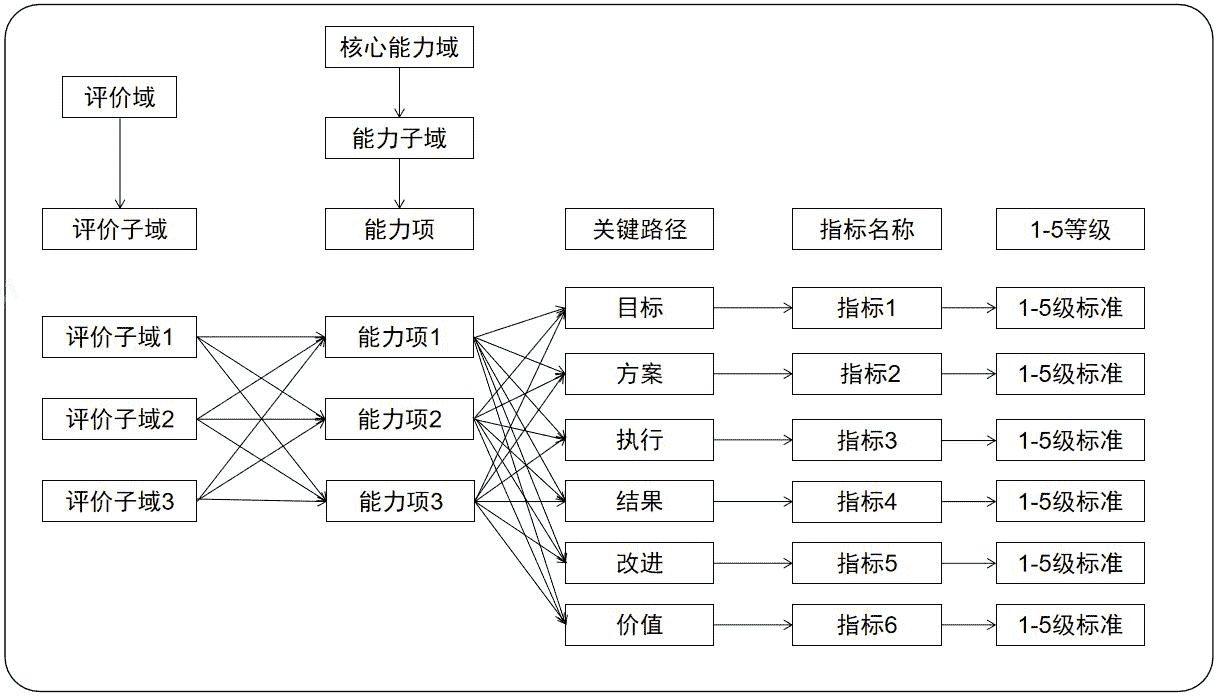 核心能力域
评价域
能力子域
评价子域
能力项
关键路径
指标名称
1-5等级
目标
指标1
1-5级标准
评价子域1
能力项1
方案
指标2
1-5级标准
评价子域2
能力项2
执行
指标3
1-5级标准
评价子域3
能力项3
结果
指标4
1-5级标准
改进
指标5
1-5级标准
价值
指标6
1-5级标准